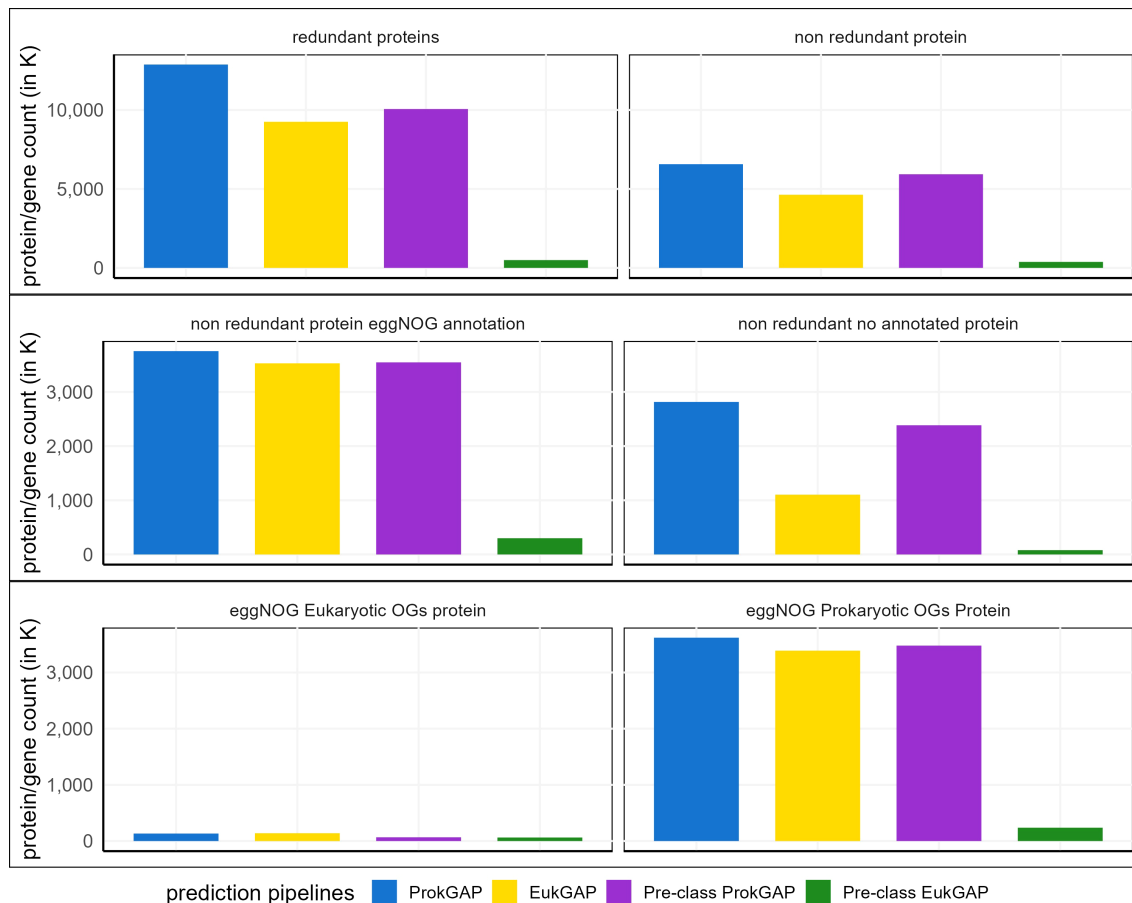 redundant proteins
non redundant protein
protein/gene count (in K)
10,000
5,000
0
non redundant protein eggNOG annotation
non redundant no annotated protein
protein/gene count (in K)
3,000
2,000
1,000
0
eggNOG Eukaryotic OGs protein
eggNOG Prokaryotic OGs Protein
protein/gene count (in K)
3,000
2,000
1,000
0
prediction pipelines ProkGAP EukGAP Pre-class ProkGAP Pre-class EukGAP